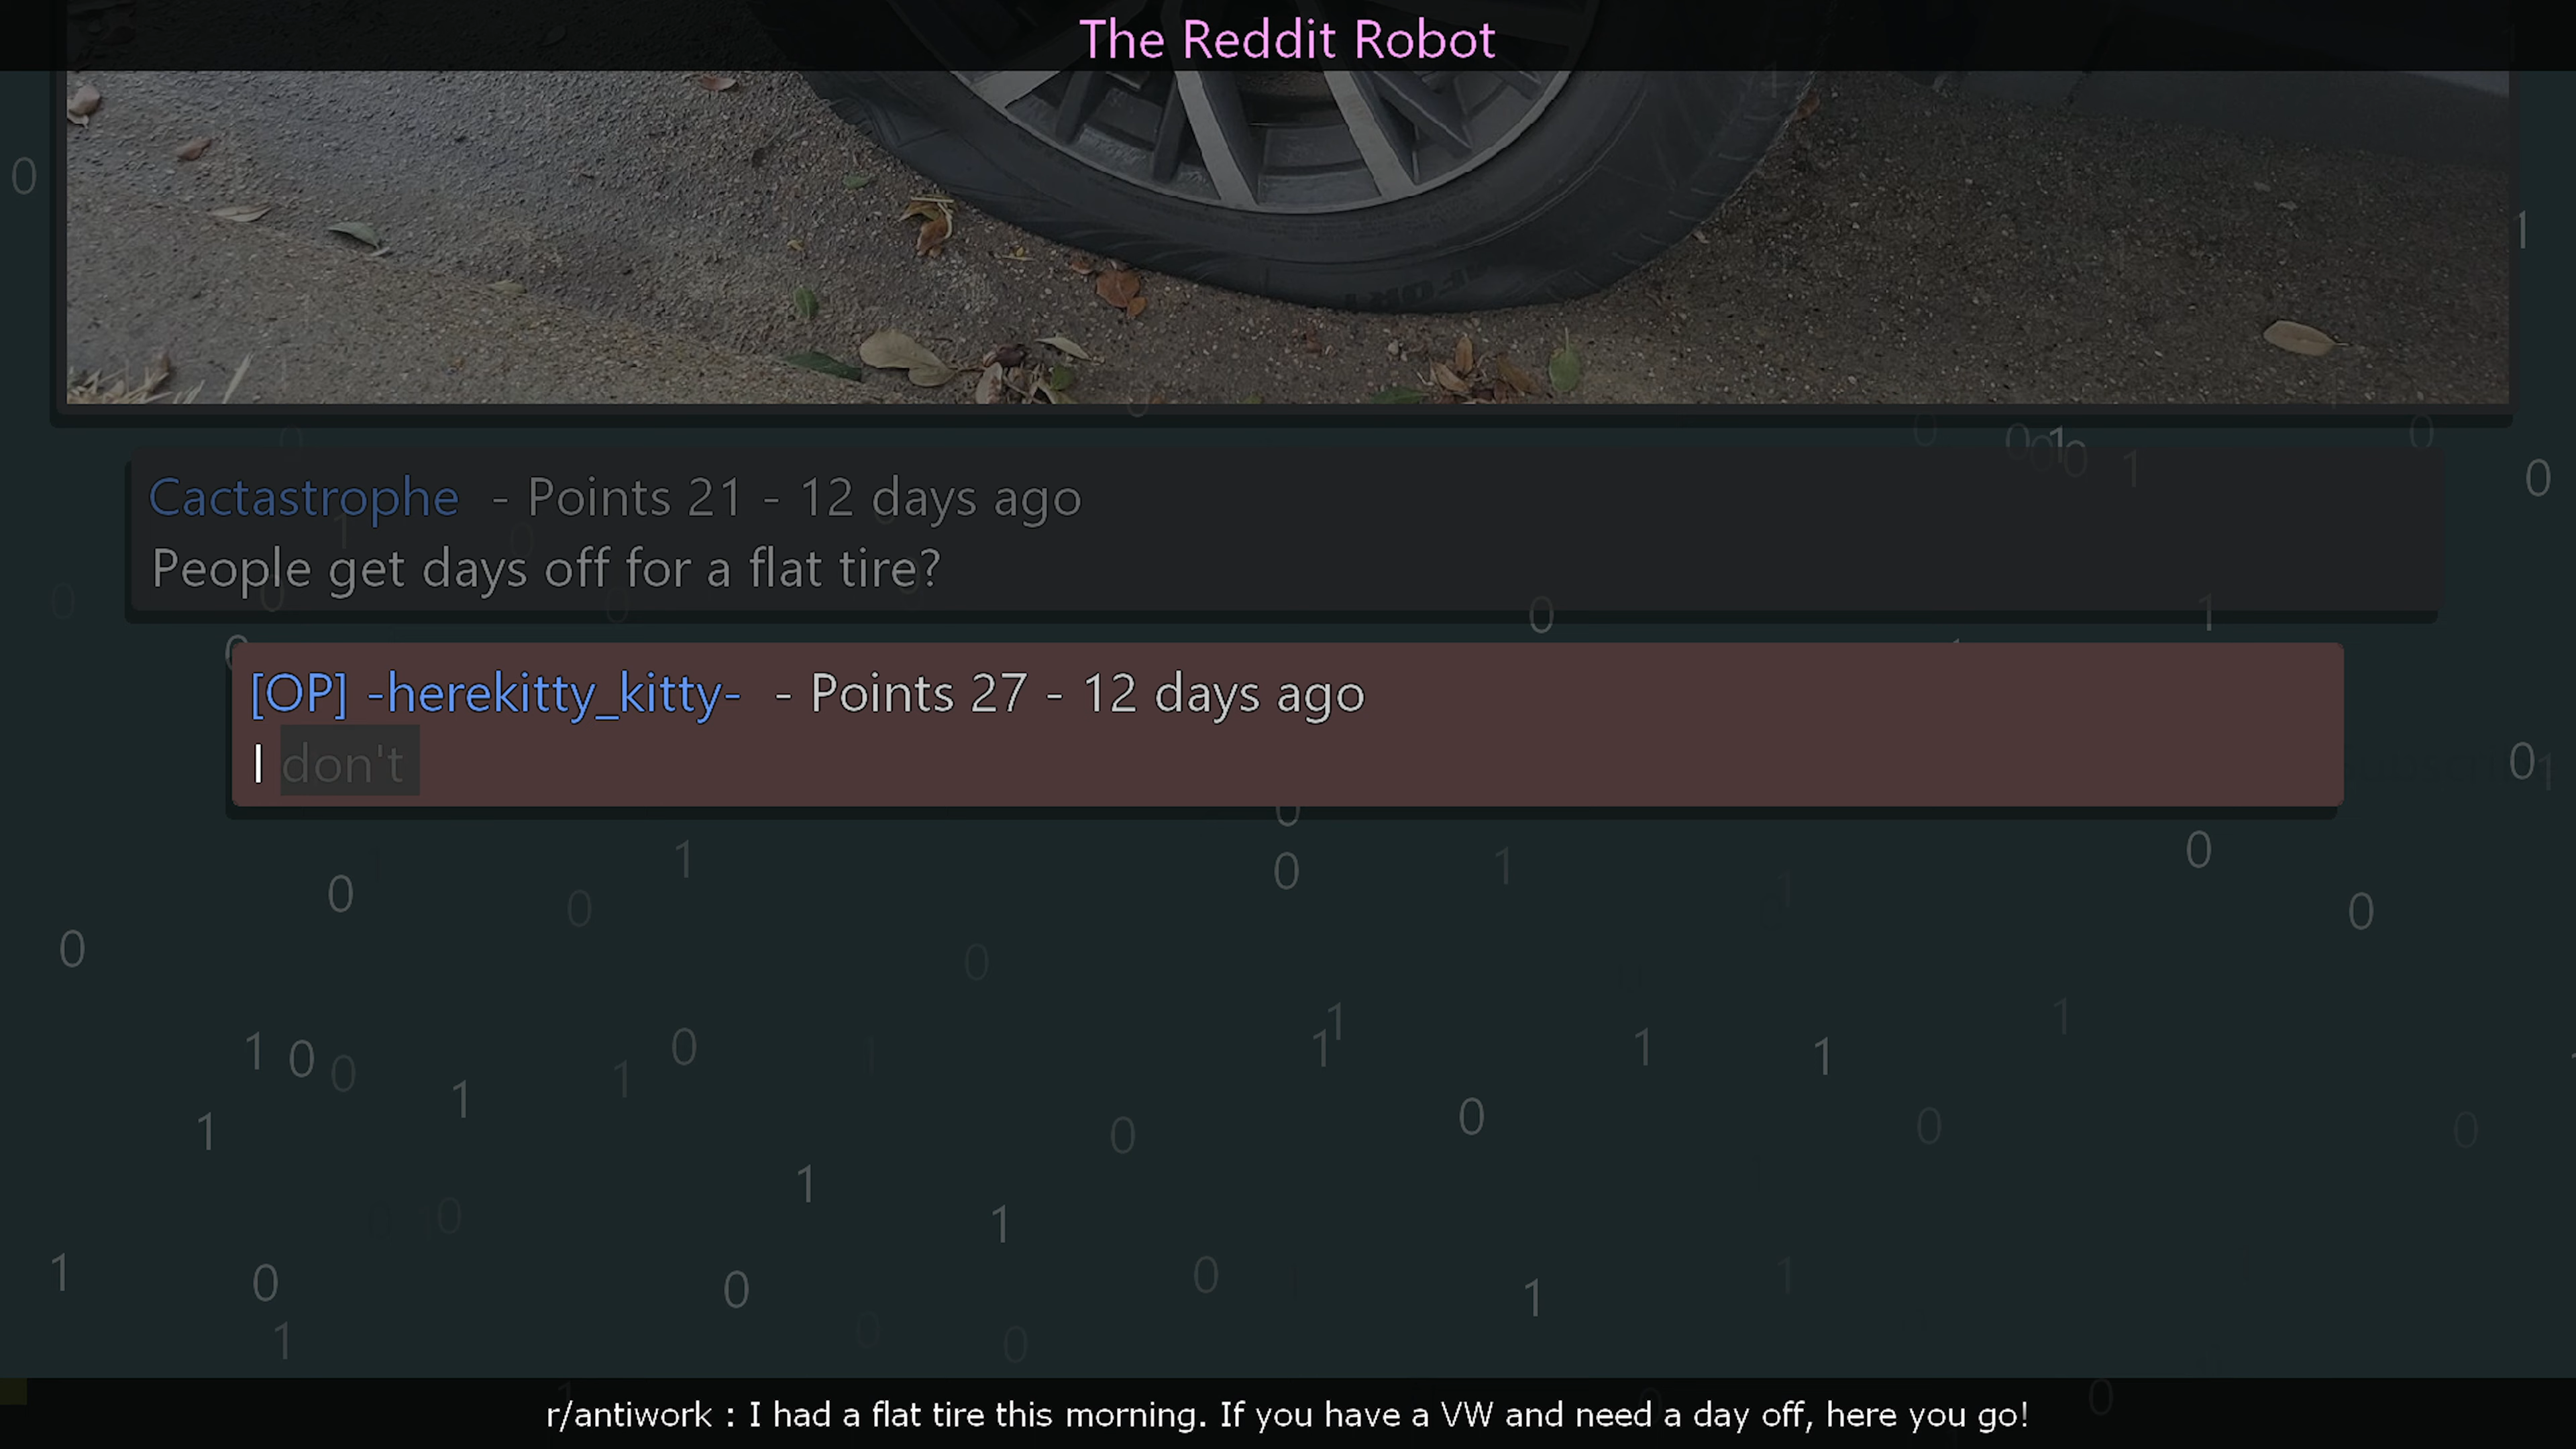 The Reddit Robot
Cactastrophe - Points 21 - 12 days ago
People get days off for a flat tire?
[OP] -herekitty_kitty- - Points 27 - 12 days ago
I don't
r/antiwork : I had a flat tire this morning. If you have a VW and need a day off, here you go!